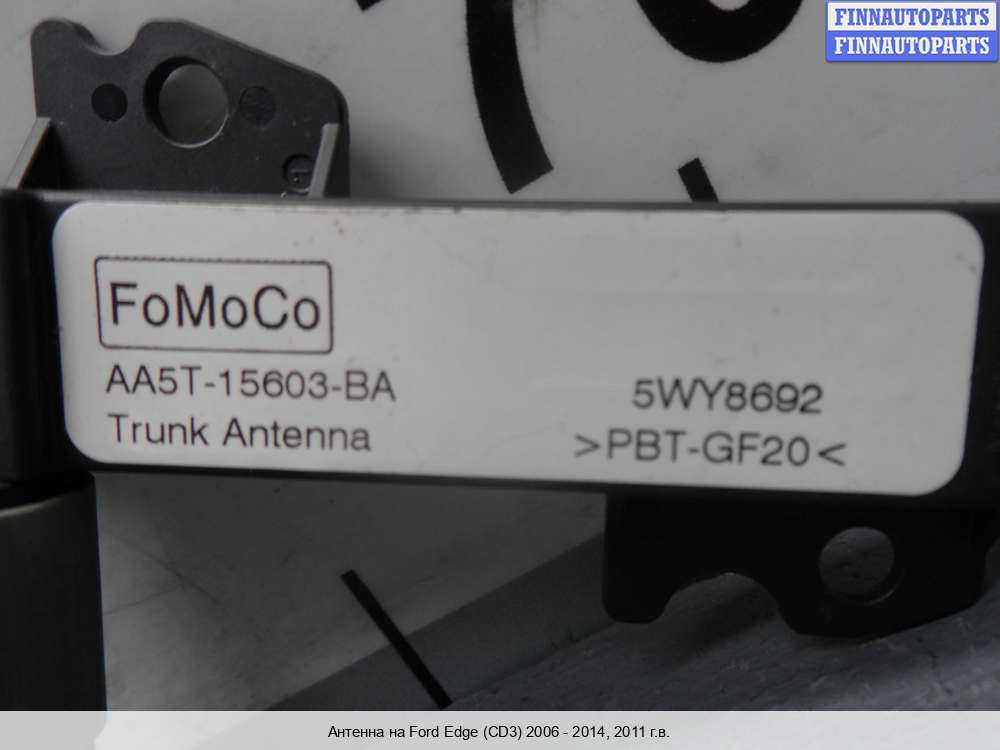 FINNAUTOPARTS
FINNAUTOPARTS
FoMoCo
AA5T-15603-BA
Trunk Antenna
5WY8692
>PBT-GF20<
Антенна на Ford Edge (CD3) 2006 - 2014, 2011 г.в.